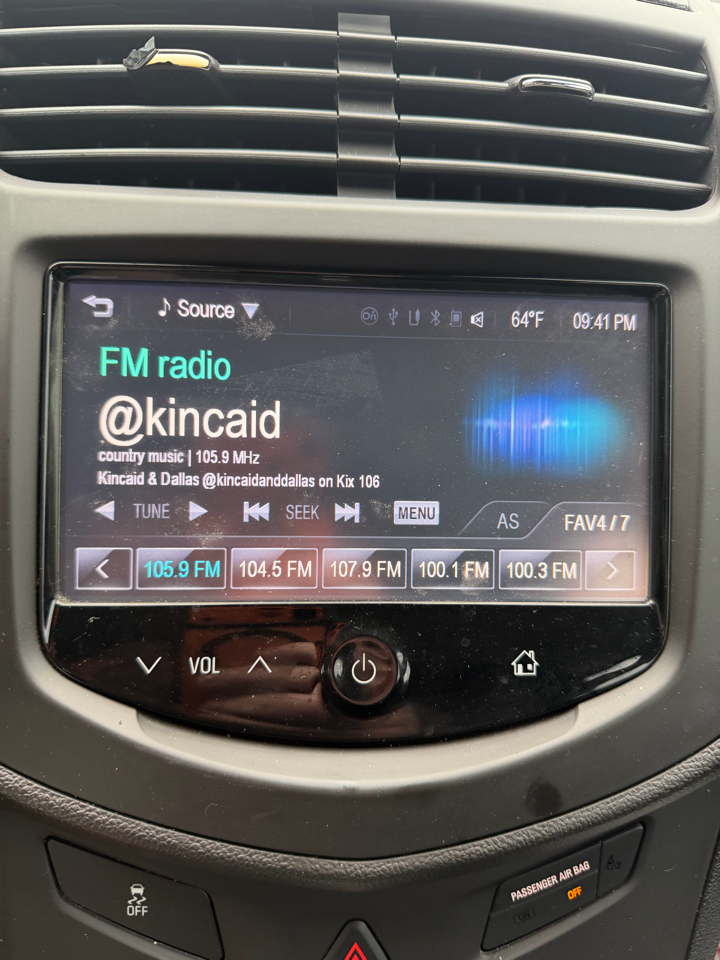 Source
On
64°F
09:41 PM
FM radio
@kincaid
country music | 105.9 MHz
Kincaid & Dallas @kincaidanddallas on Kix 106
TUNE
SEEK
MENU
AS
FAV4/7
105.9 FM
104.5 FM
107.9 FM
100.1 FM
100.3 FM
VOL
OFF
PASSENGER AIR BAG
OFF
ON